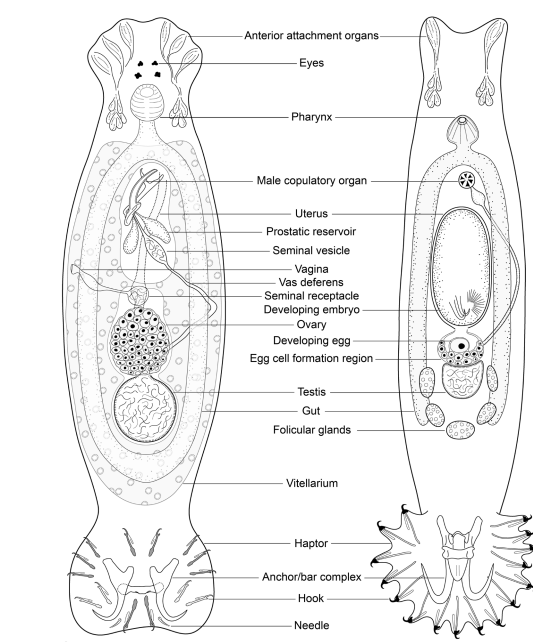 Anterior attachment organs
Eyes
Pharynx
Male copulatory organ
Uterus
Prostatic reservoir
Seminal vesicle
Vagina
Vas deferens
Seminal receptacle
Developing embryo
Ovary
Developing egg
Egg cell formation region
Testis
Gut
Folicular glands
Vitellarium
Haptor
Anchor/bar complex
Hook
Needle